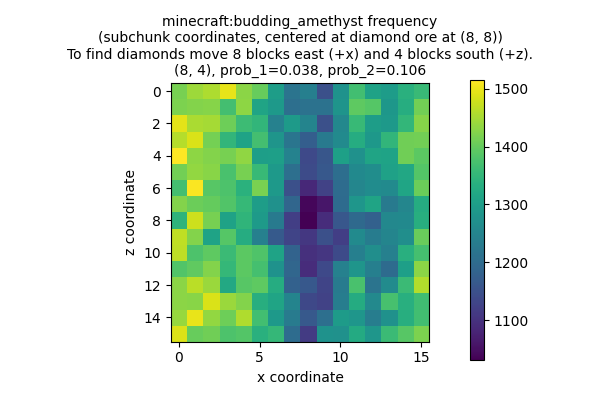 minecraft:budding_amethyst frequency
(subchunk coordinates, centered at diamond ore at (8, 8))
To find diamonds move 8 blocks east (+x) and 4 blocks south (+z).
(8, 4), prob_1=0.038, prob_2=0.106
0
2
4
6
8
10
12
14
z coordinate
0
5
10
15
x coordinate
1500
1400
1300
1200
1100